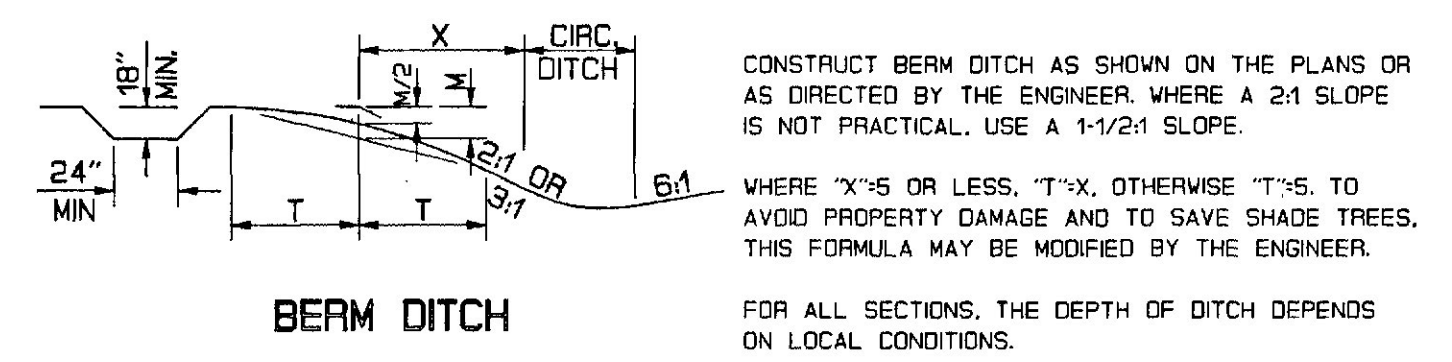 X
CIRC.
DITCH
18"
MIN.
M/2
M
24"
MIN
T
T
2:1 OR
3:1
6:1
BERM DITCH
CONSTRUCT BERM DITCH AS SHOWN ON THE PLANS OR
AS DIRECTED BY THE ENGINEER. WHERE A 2:1 SLOPE
IS NOT PRACTICAL. USE A 1-1/2:1 SLOPE.
WHERE "X"=5 OR LESS, "T"=X, OTHERWISE "T"=5. TO
AVOID PROPERTY DAMAGE AND TO SAVE SHADE TREES,
THIS FORMULA MAY BE MODIFIED BY THE ENGINEER.
FOR ALL SECTIONS, THE DEPTH OF DITCH DEPENDS
ON LOCAL CONDITIONS.